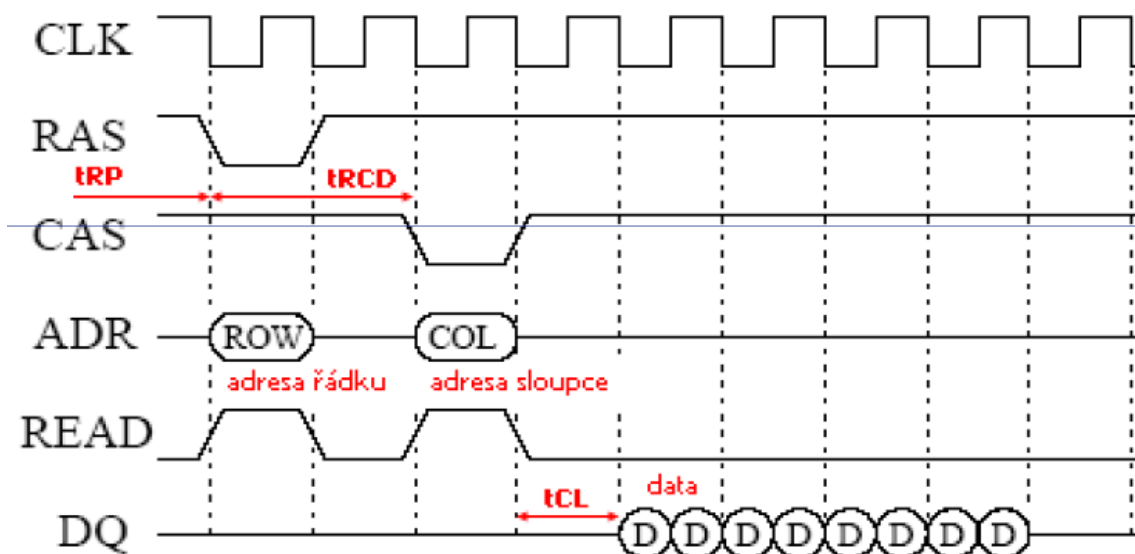 CLK
RAS
tRP tRCD
CAS
ADR ROW COL
adresa řádku adresa sloupce
READ
tCL data
DQ D D D D D D D D